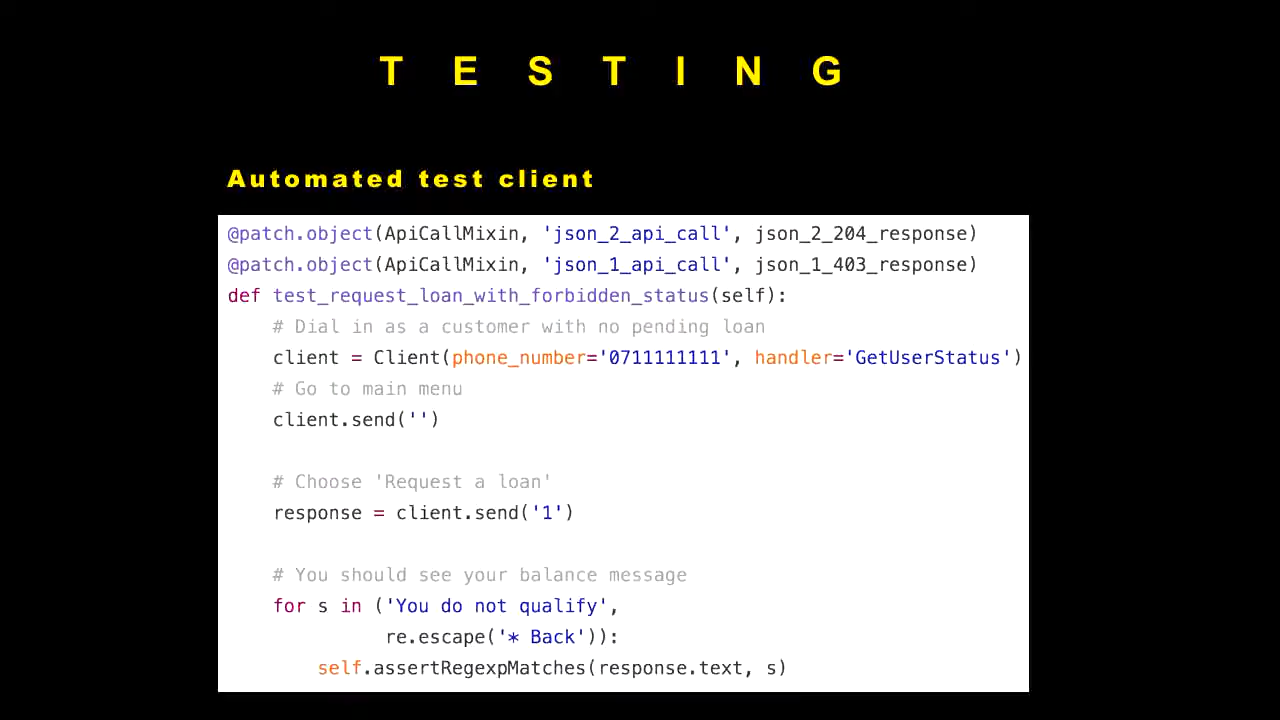 T E S T I N G
Automated test client
@patch.object(ApiCallMixin, 'json_2_api_call', json_2_204_response)
@patch.object(ApiCallMixin, 'json_1_api_call', json_1_403_response)
def test_request_loan_with_forbidden_status(self):
    # Dial in as a customer with no pending loan
    client = Client(phone_number='0711111111', handler='GetUserStatus')
    # Go to main menu
    client.send('')
    # Choose 'Request a loan'
    response = client.send('1')
    # You should see your balance message
    for s in ('You do not qualify',
              re.escape('* Back')):
        self.assertRegexpMatches(response.text, s)